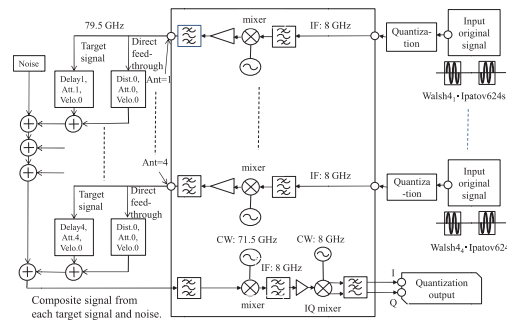 79.5 GHz
mixer
IF: 8 GHz
Quantiza-
tion
Input
original
signal
Noise
Target
signal
Direct
feed-
through
Ant=1
Delay1,
Att.1,
Velo.0
Dist.0,
Att.0,
Velo.0
Walsh4₁•Ipatov624s
Ant=4
mixer
IF: 8 GHz
Quantiza
-tion
Input
original
signal
Target
signal
Direct
feed-
through
Delay4,
Att.4,
Velo.0
Dist.0,
Att.0,
Velo.0
Walsh4₄•Ipatov624
CW: 71.5 GHz
CW: 8 GHz
IF: 8 GHz
mixer
IQ mixer
I
Q
Quantization
output
Composite signal from
each target signal and noise.